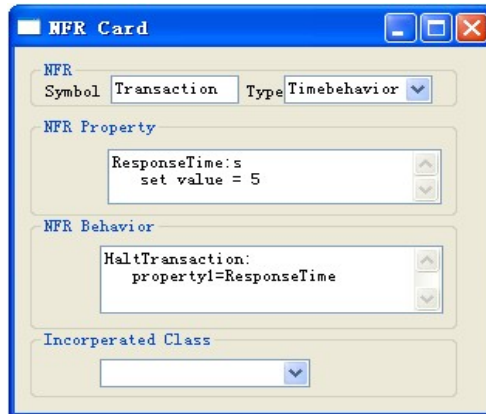 NFR Card
NFR
Symbol Transaction Type Timebehavior
NFR Property
ResponseTime:s
set value = 5
NFR Behavior
HaltTransaction:
property1=ResponseTime
Incorperated Class